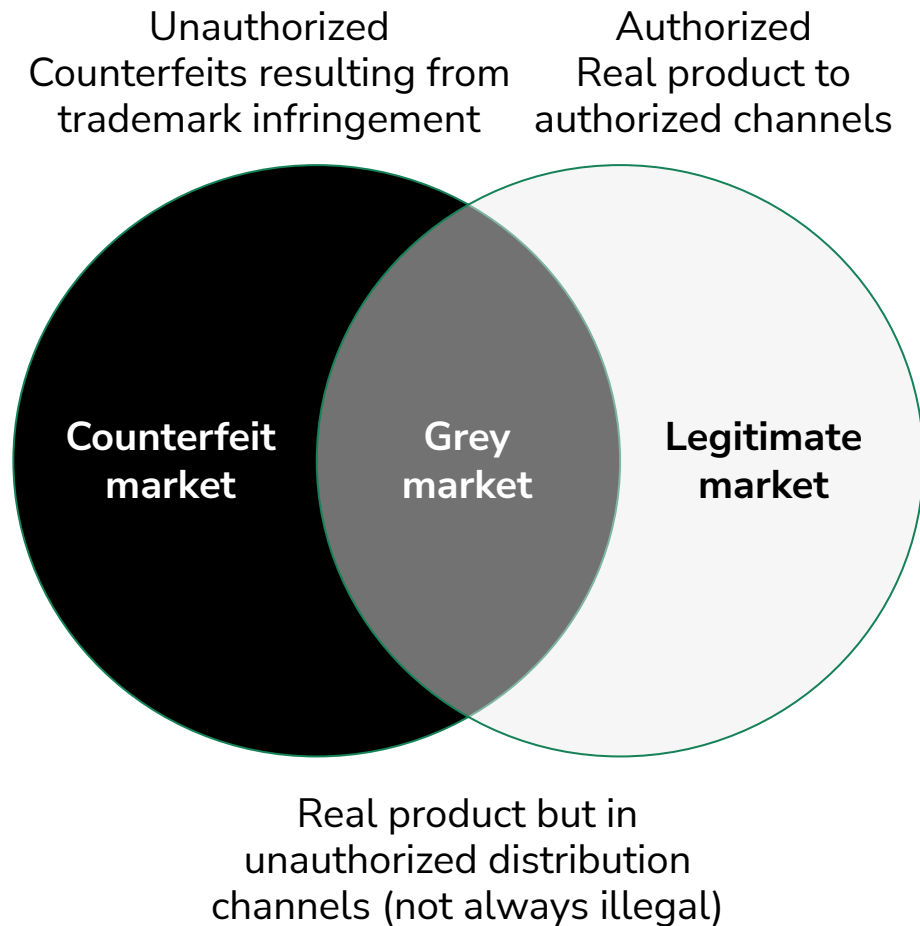 Unauthorized
Counterfeits resulting from
trademark infringement
Authorized
Real product to
authorized channels
Counterfeit
market
Grey
market
Legitimate
market
Real product but in
unauthorized distribution
channels (not always illegal)